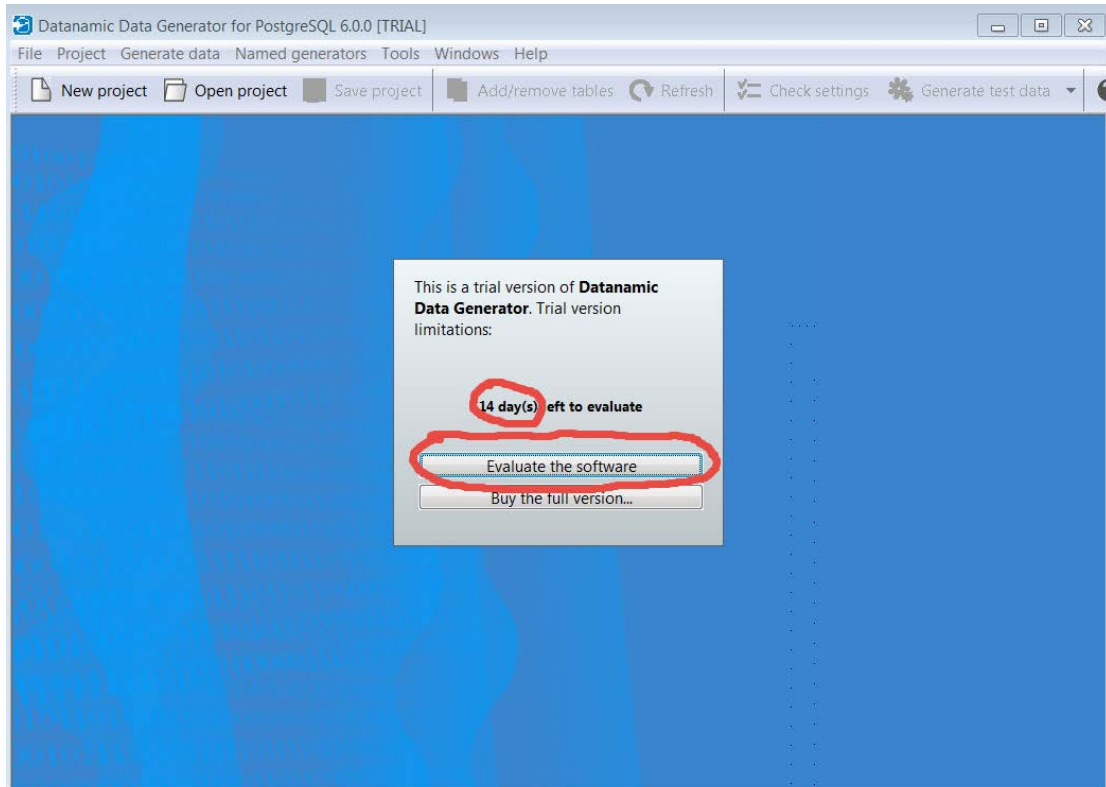 Datanamic Data Generator for PostgreSQL 6.0.0 [TRIAL]
File Project Generate data Named generators Tools Windows Help
New project Open project Save project Add/remove tables Refresh Check settings Generate test data
This is a trial version of Datanamic
Data Generator. Trial version
limitations:
14 day(s) left to evaluate
Evaluate the software
Buy the full version...